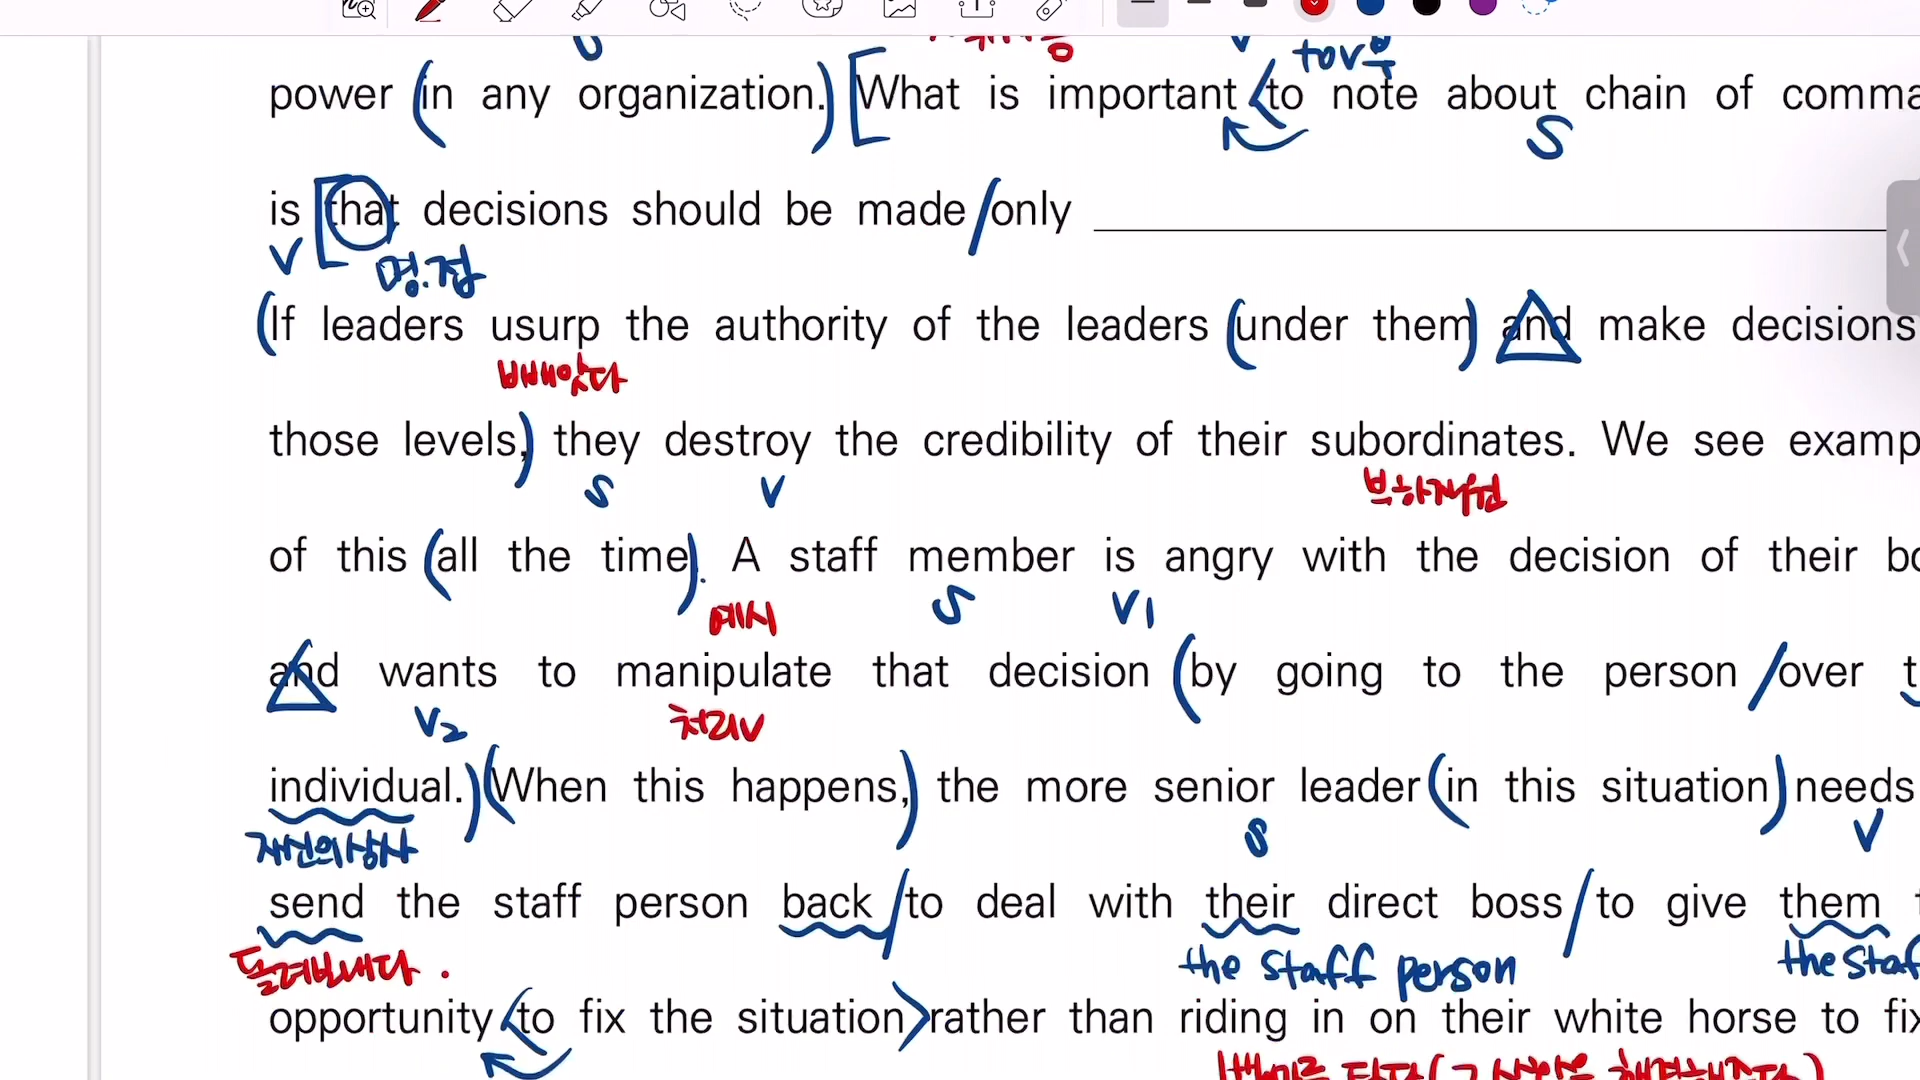 to v
power (in any organization.) [What is important <to note about chain of comma
S
is [that decisions should be made / only
V 명.접
(If leaders usurp the authority of the leaders (under them) and make decisions
빼앗다
those levels,) they destroy the credibility of their subordinates. We see examp
S V 부하직원
of this (all the time). A staff member is angry with the decision of their bo
예시 S V1
and wants to manipulate that decision (by going to the person / over t
V2 처리V
individual.) (When this happens,) the more senior leader (in this situation) needs
자신의 상사 S V
send the staff person back / to deal with their direct boss / to give them t
돌려보내다. the staff person the staf
opportunity <to fix the situation> rather than riding in on their white horse to fix